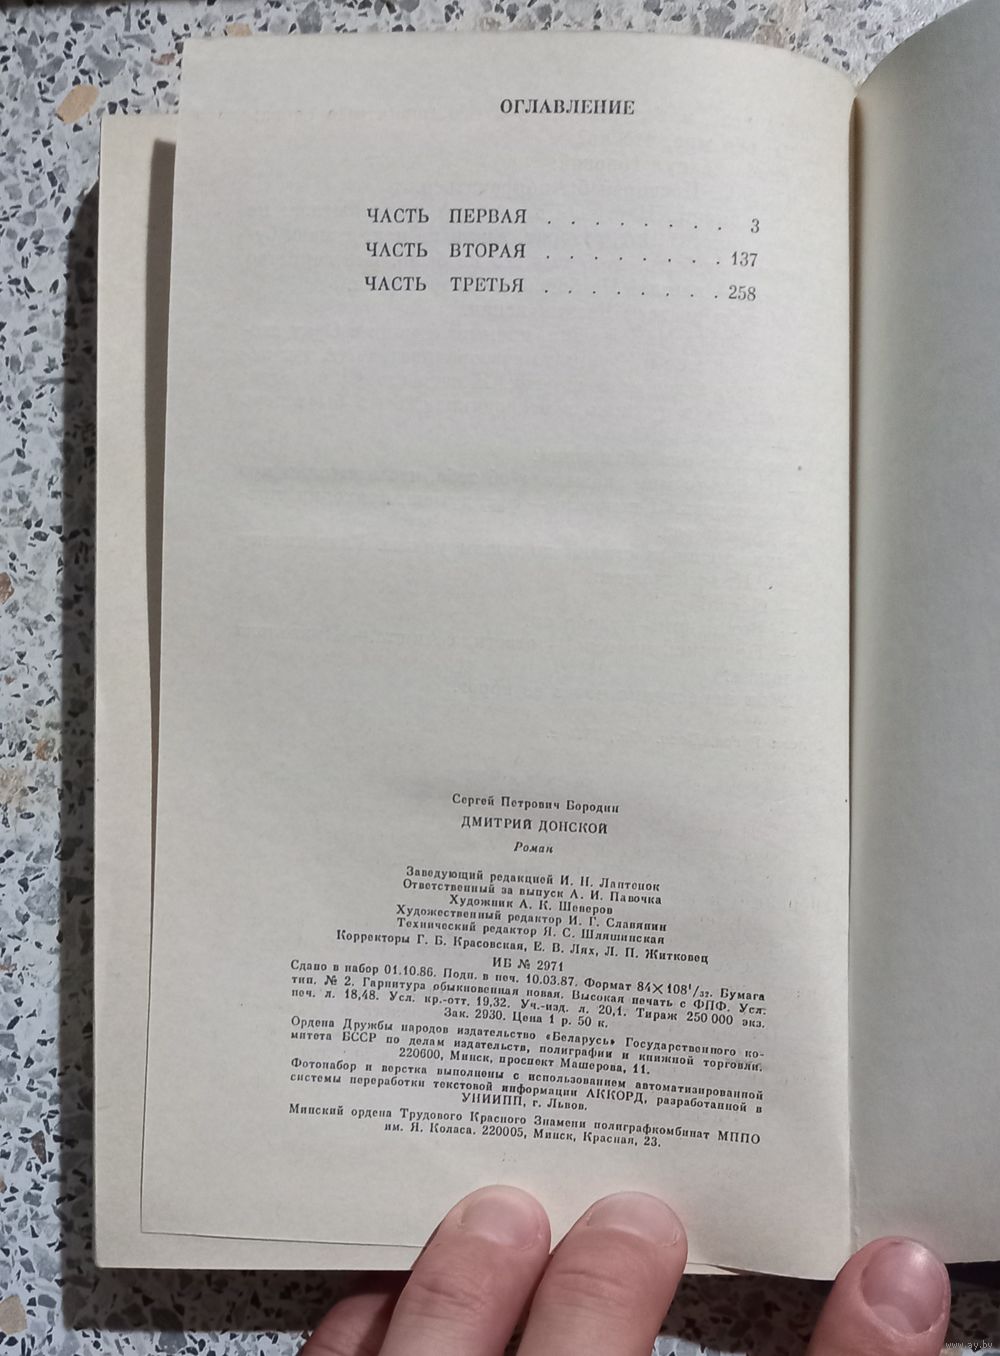 ОГЛАВЛЕНИЕ
ЧАСТЬ ПЕРВАЯ . . . . . . . . 3
ЧАСТЬ ВТОРАЯ . . . . . . . . 137
ЧАСТЬ ТРЕТЬЯ . . . . . . . . 258
Сергей Петрович Бородин
ДМИТРИЙ ДОНСКОЙ
Роман
Заведующий редакцией И. Н. Лаптенок
Ответственный за выпуск А. И. Павочка
Художник А. К. Шеверов
Художественный редактор И. Г. Славянин
Технический редактор Я. С. Шляшинская
Корректоры Г. Б. Красовская, Е. В. Лях, Л. П. Житковец
ИБ № 2971
Сдано в набор 01.10.86. Подп. в печ. 10.03.87. Формат 84×108¹/₃₂. Бумага
тип. № 2. Гарнитура обыкновенная новая. Высокая печать с ФПФ. Усл.
печ. л. 18,48. Усл. кр.-отт. 19,32. Уч.-изд. л. 20,1. Тираж 250 000 экз.
Зак. 2930. Цена 1 р. 50 к.
Ордена Дружбы народов издательство «Беларусь» Государственного ко-
митета БССР по делам издательств, полиграфии и книжной торговли.
220600, Минск, проспект Машерова, 11.
Фотонабор и верстка выполнены с использованием автоматизированной
системы переработки текстовой информации АККОРД, разработанной в
УНИИПП, г. Львов.
Минский ордена Трудового Красного Знамени полиграфкомбинат МППО
им. Я. Коласа. 220005, Минск, Красная, 23.
www.ay.by